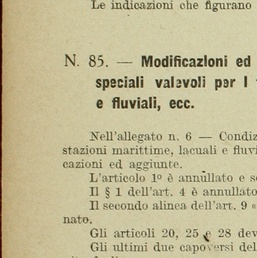 Le indicazioni che figurano
N. 85. — Modificazioni ed
speciali valevoli per i
e fluviali, ecc.
Nell'allegato n. 6 — Condiz
stazioni marittime, lacuali e fluvi
cazioni ed aggiunte.
L'articolo 1º è annullato e s
Il § 1 dell'art. 4 è annullato
Il secondo alinea dell'art. 9 «
nato.
Gli articoli 20, 25 e 28 dev
Gli ultimi due capoversi del